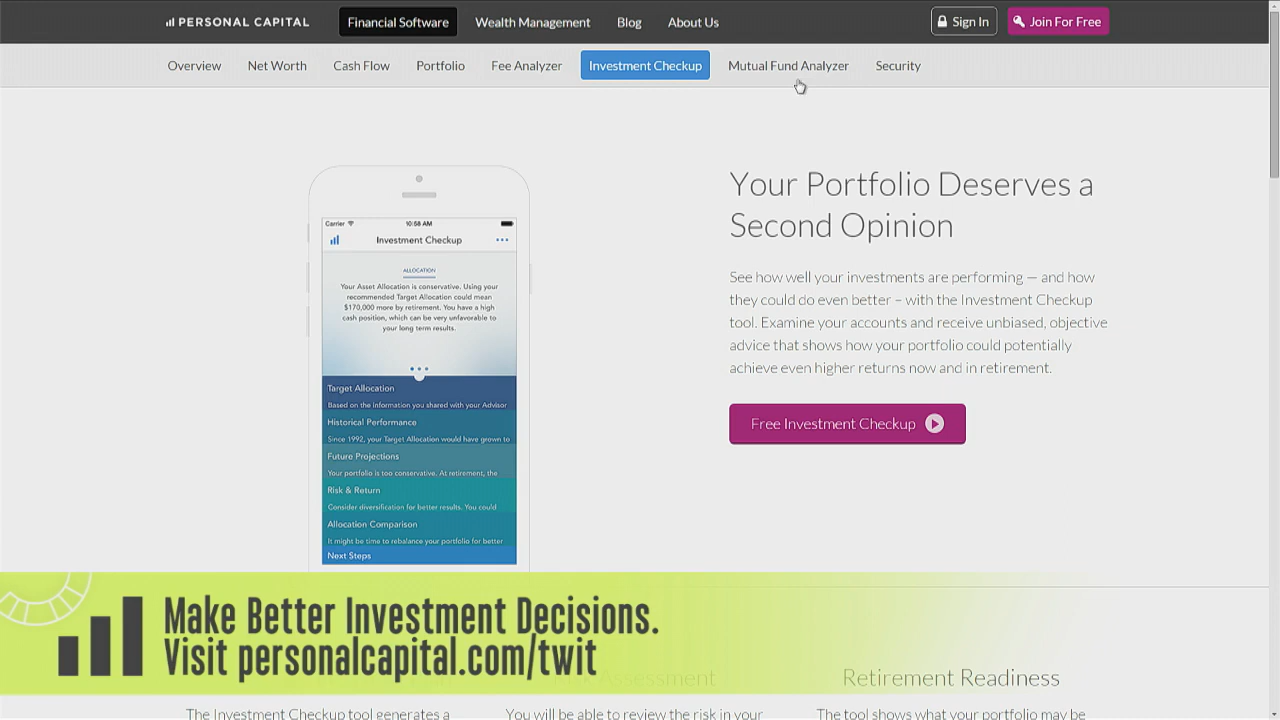 PERSONAL CAPITAL
Financial Software
Wealth Management
Blog
About Us
Sign In
Join For Free
Overview
Net Worth
Cash Flow
Portfolio
Fee Analyzer
Investment Checkup
Mutual Fund Analyzer
Security
Carrier
10:58 AM
Investment Checkup
ALLOCATION
Your Asset Allocation is conservative. Using your
recommended Target Allocation could mean
$170,000 more by retirement. You have a high
cash position, which can be very unfavorable to
your long term results.
Target Allocation
Based on the information you shared with your Advisor
Historical Performance
Since 1992, your Target Allocation would have grown to
Future Projections
Your portfolio is too conservative. At retirement, the
Risk & Return
Consider diversification for better results. You could
Allocation Comparison
It might be time to rebalance your portfolio for better
Next Steps
Your Portfolio Deserves a
Second Opinion
See how well your investments are performing — and how
they could do even better – with the Investment Checkup
tool. Examine your accounts and receive unbiased, objective
advice that shows how your portfolio could potentially
achieve even higher returns now and in retirement.
Free Investment Checkup
Make Better Investment Decisions.
Visit personalcapital.com/twit
Assessment
Retirement Readiness
The Investment Checkup tool generates a
You will be able to review the risk in your
The tool shows what your portfolio may be